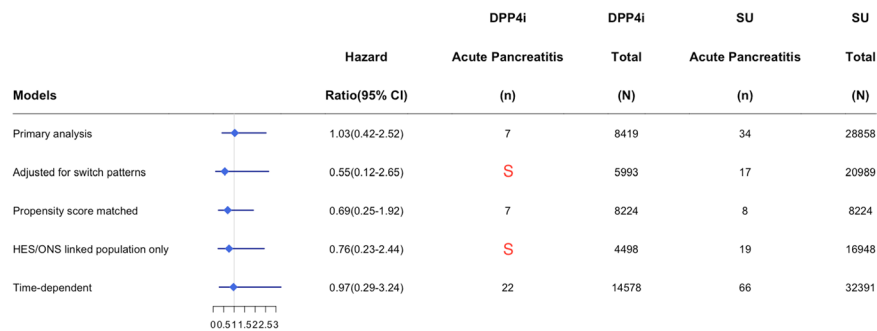 DPP4i DPP4i SU SU
Hazard Acute Pancreatitis Total Acute Pancreatitis Total
Models Ratio(95% CI) (n) (N) (n) (N)
Primary analysis 1.03(0.42-2.52) 7 8419 34 28858
Adjusted for switch patterns 0.55(0.12-2.65) S 5993 17 20989
Propensity score matched 0.69(0.25-1.92) 7 8224 8 8224
HES/ONS linked population only 0.76(0.23-2.44) S 4498 19 16948
Time-dependent 0.97(0.29-3.24) 22 14578 66 32391
00.511.522.53